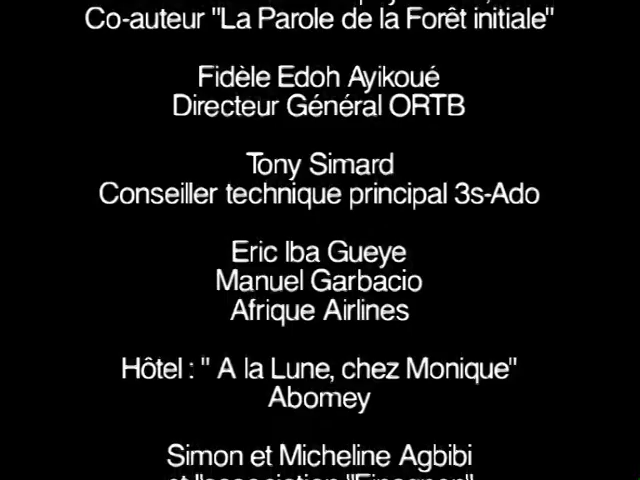 Co-auteur "La Parole de la Forêt initiale"
Fidèle Edoh Ayikoué
Directeur Général ORTB
Tony Simard
Conseiller technique principal 3s-Ado
Eric Iba Gueye
Manuel Garbacio
Afrique Airlines
Hôtel : " A la Lune, chez Monique"
Abomey
Simon et Micheline Agbibi
et l'association